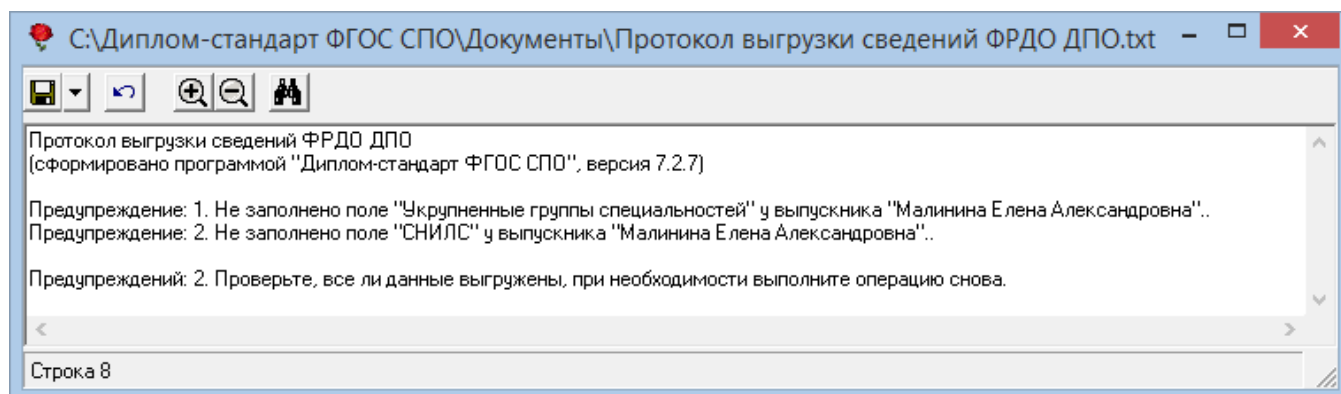 C:\Диплом-стандарт ФГОС СПО\Документы\Протокол выгрузки сведений ФРДО ДПО.txt
Протокол выгрузки сведений ФРДО ДПО
(сформировано программой "Диплом-стандарт ФГОС СПО", версия 7.2.7)
Предупреждение: 1. Не заполнено поле "Укрупненные группы специальностей" у выпускника "Малинина Елена Александровна"..
Предупреждение: 2. Не заполнено поле "СНИЛС" у выпускника "Малинина Елена Александровна"..
Предупреждений: 2. Проверьте, все ли данные выгружены, при необходимости выполните операцию снова.
Строка 8